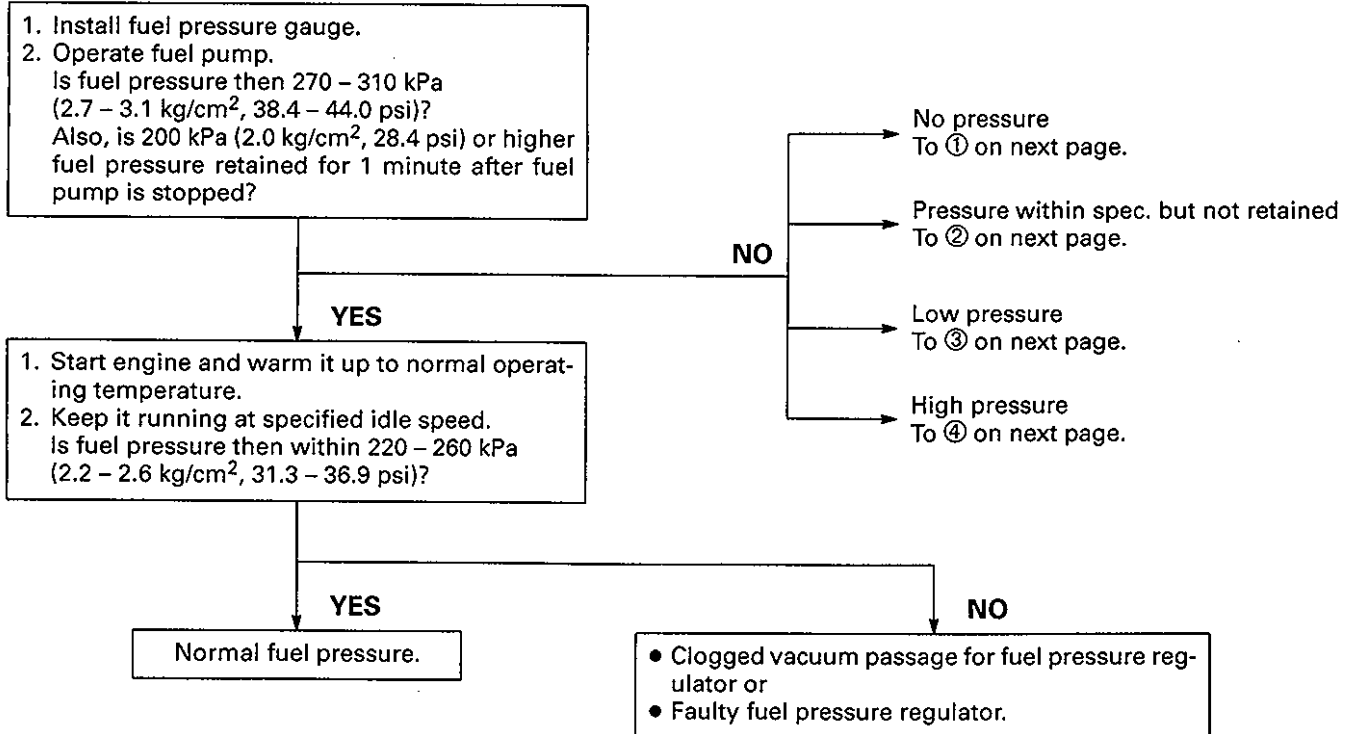 1. Install fuel pressure gauge.
2. Operate fuel pump.
Is fuel pressure then 270 – 310 kPa
(2.7 – 3.1 kg/cm², 38.4 – 44.0 psi)?
Also, is 200 kPa (2.0 kg/cm², 28.4 psi) or higher
fuel pressure retained for 1 minute after fuel
pump is stopped?
NO
No pressure
To ① on next page.
Pressure within spec. but not retained
To ② on next page.
Low pressure
To ③ on next page.
High pressure
To ④ on next page.
YES
1. Start engine and warm it up to normal operat-
ing temperature.
2. Keep it running at specified idle speed.
Is fuel pressure then within 220 – 260 kPa
(2.2 – 2.6 kg/cm², 31.3 – 36.9 psi)?
YES
NO
Normal fuel pressure.
● Clogged vacuum passage for fuel pressure reg-
ulator or
● Faulty fuel pressure regulator.